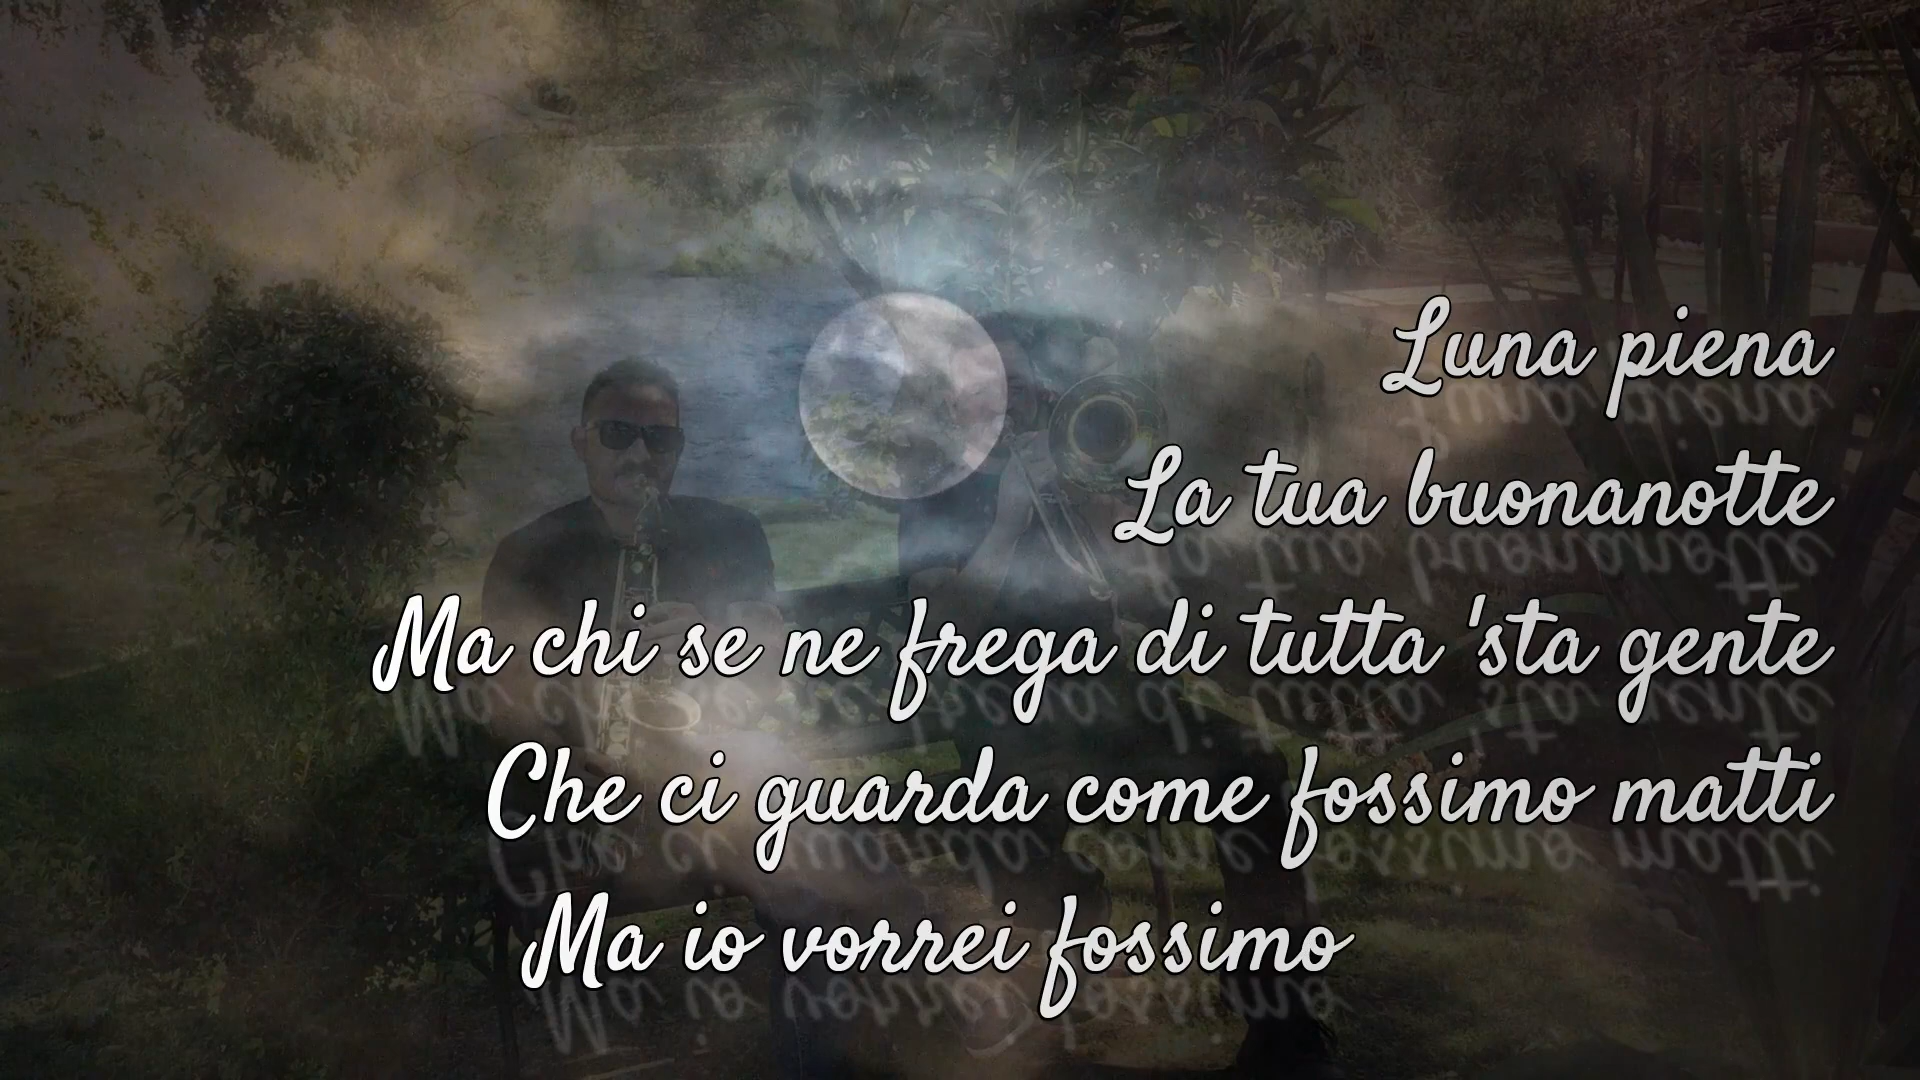 Luna piena
La tua buonanotte
Ma chi se ne frega di tutta 'sta gente
Che ci guarda come fossimo matti
Ma io vorrei fossimo